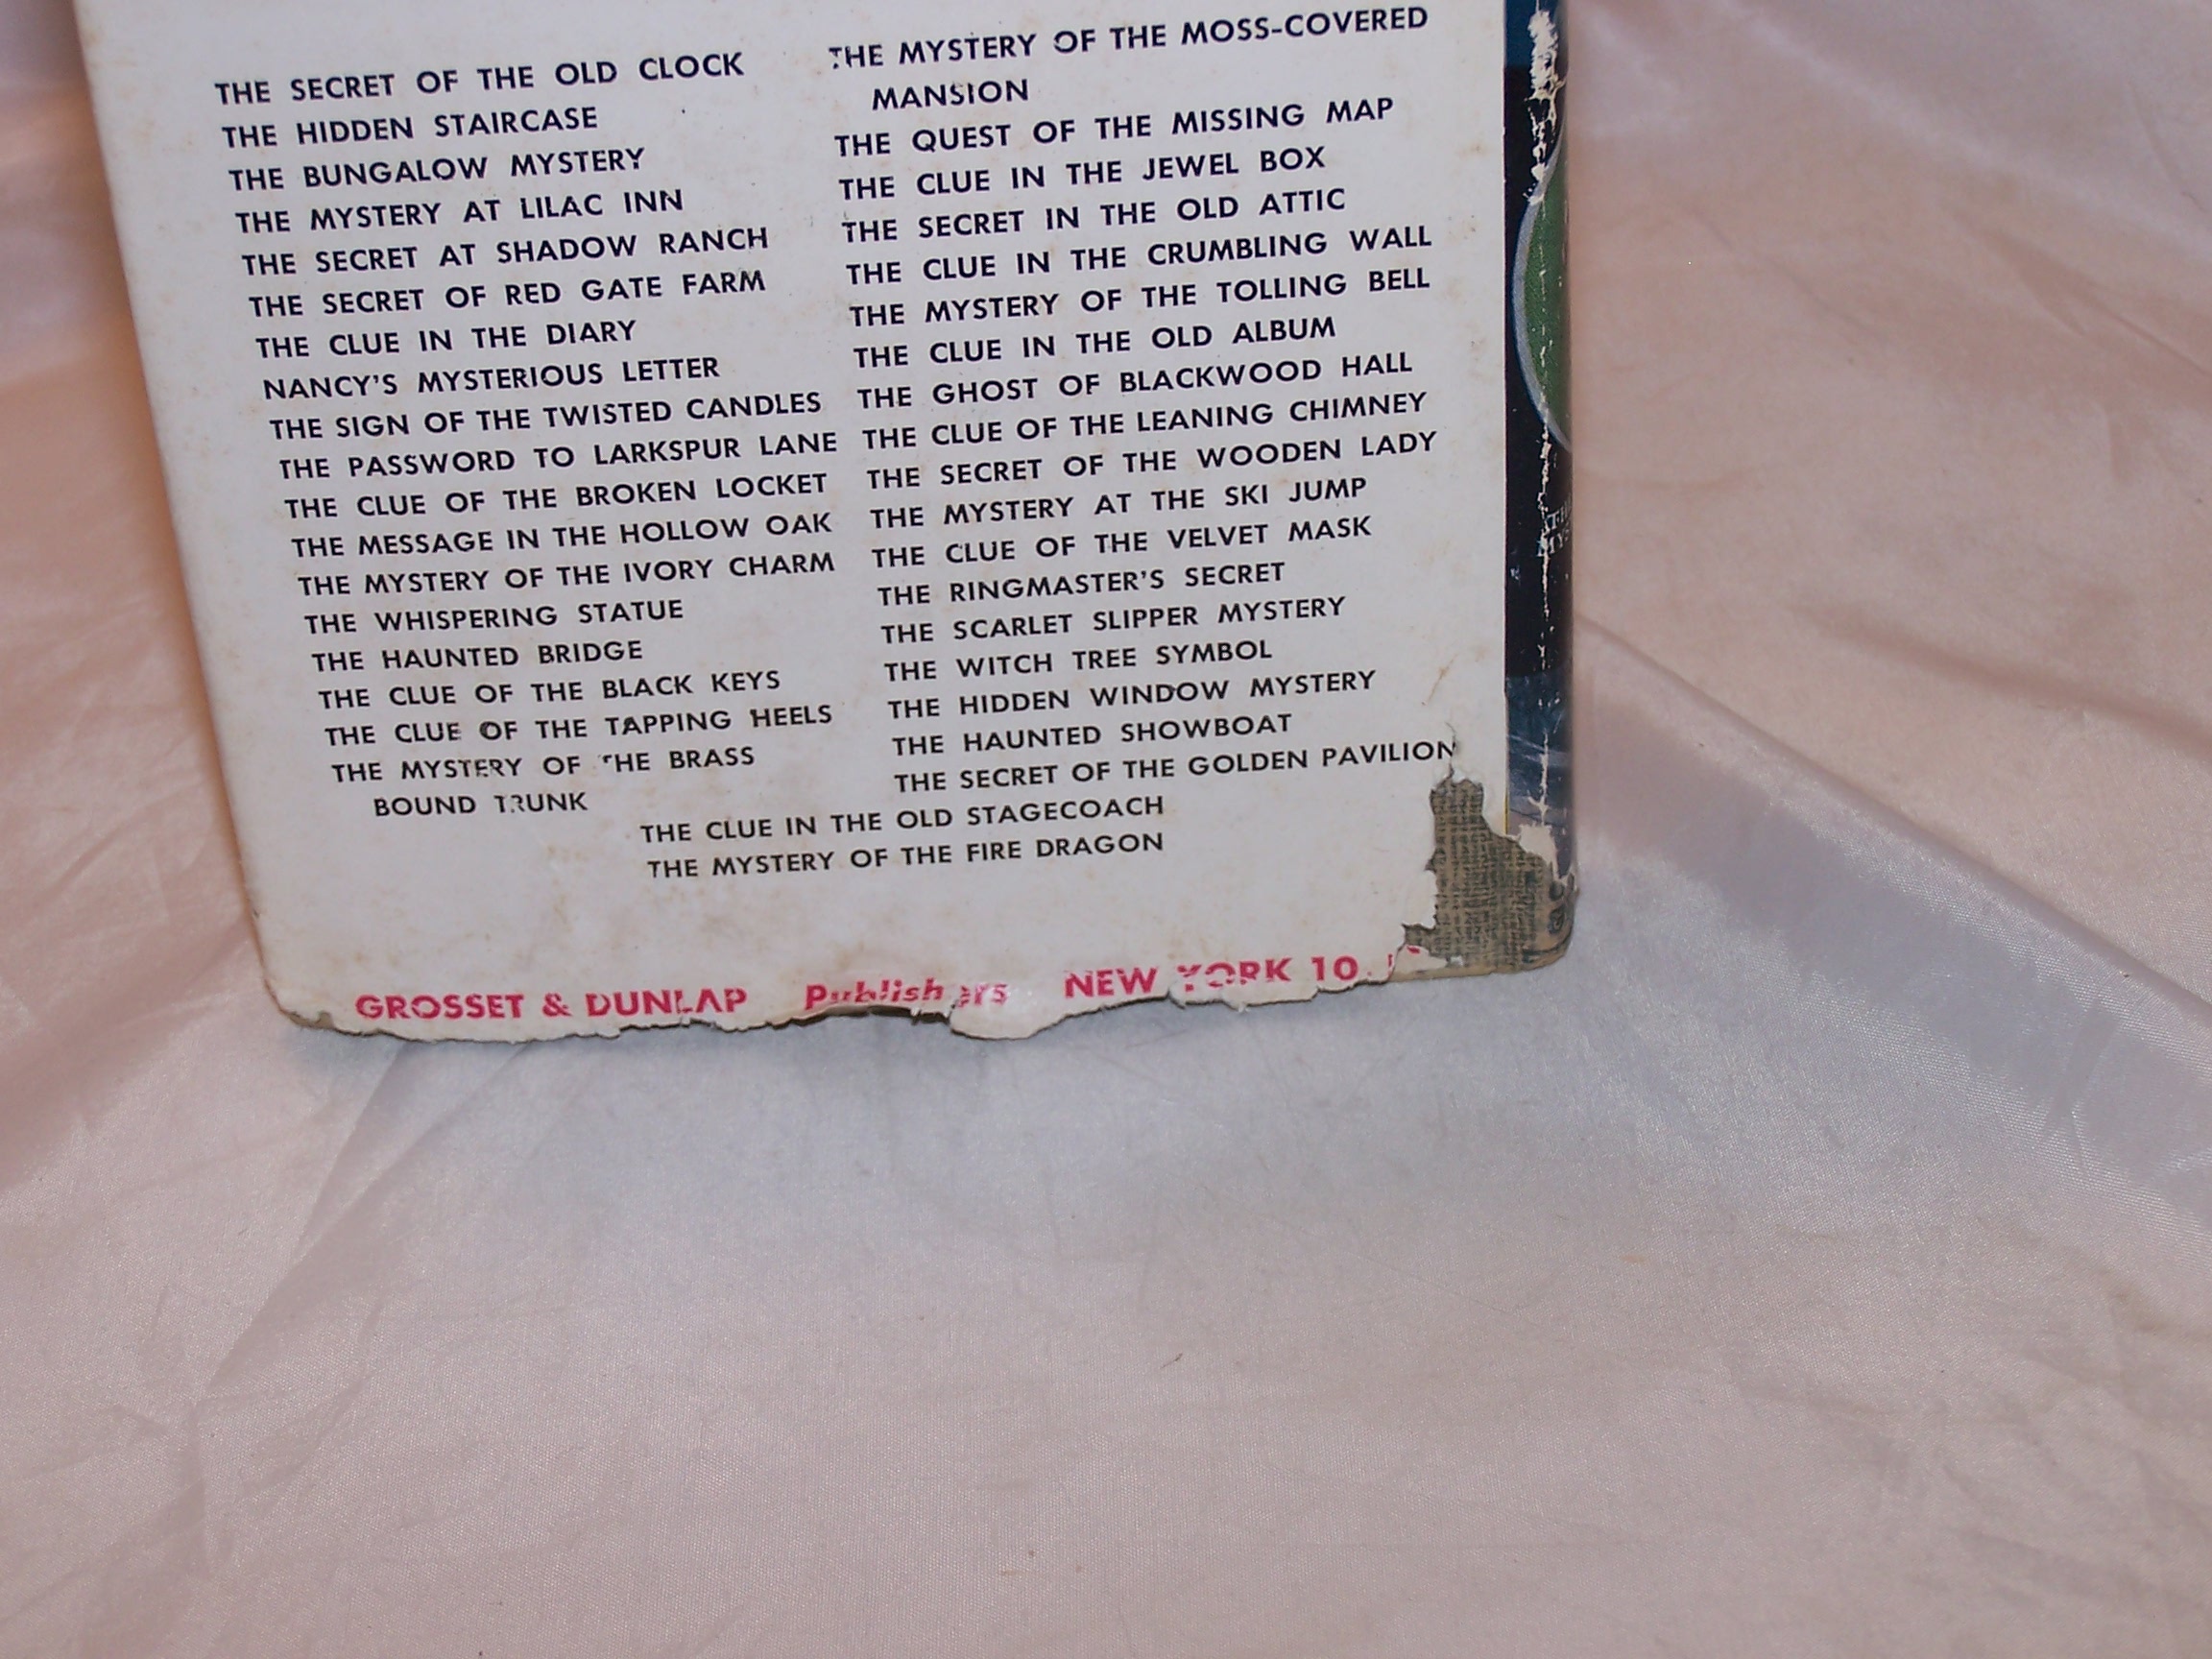 THE SECRET OF THE OLD CLOCK
THE HIDDEN STAIRCASE
THE BUNGALOW MYSTERY
THE MYSTERY AT LILAC INN
THE SECRET AT SHADOW RANCH
THE SECRET OF RED GATE FARM
THE CLUE IN THE DIARY
NANCY'S MYSTERIOUS LETTER
THE SIGN OF THE TWISTED CANDLES
THE PASSWORD TO LARKSPUR LANE
THE CLUE OF THE BROKEN LOCKET
THE MESSAGE IN THE HOLLOW OAK
THE MYSTERY OF THE IVORY CHARM
THE WHISPERING STATUE
THE HAUNTED BRIDGE
THE CLUE OF THE BLACK KEYS
THE CLUE OF THE TAPPING HEELS
THE MYSTERY OF THE BRASS
BOUND TRUNK
THE MYSTERY OF THE MOSS-COVERED
MANSION
THE QUEST OF THE MISSING MAP
THE CLUE IN THE JEWEL BOX
THE SECRET IN THE OLD ATTIC
THE CLUE IN THE CRUMBLING WALL
THE MYSTERY OF THE TOLLING BELL
THE CLUE IN THE OLD ALBUM
THE GHOST OF BLACKWOOD HALL
THE CLUE OF THE LEANING CHIMNEY
THE SECRET OF THE WOODEN LADY
THE MYSTERY AT THE SKI JUMP
THE CLUE OF THE VELVET MASK
THE RINGMASTER'S SECRET
THE SCARLET SLIPPER MYSTERY
THE WITCH TREE SYMBOL
THE HIDDEN WINDOW MYSTERY
THE HAUNTED SHOWBOAT
THE SECRET OF THE GOLDEN PAVILION
THE CLUE IN THE OLD STAGECOACH
THE MYSTERY OF THE FIRE DRAGON
GROSSET & DUNLAP Publishers NEW YORK 10